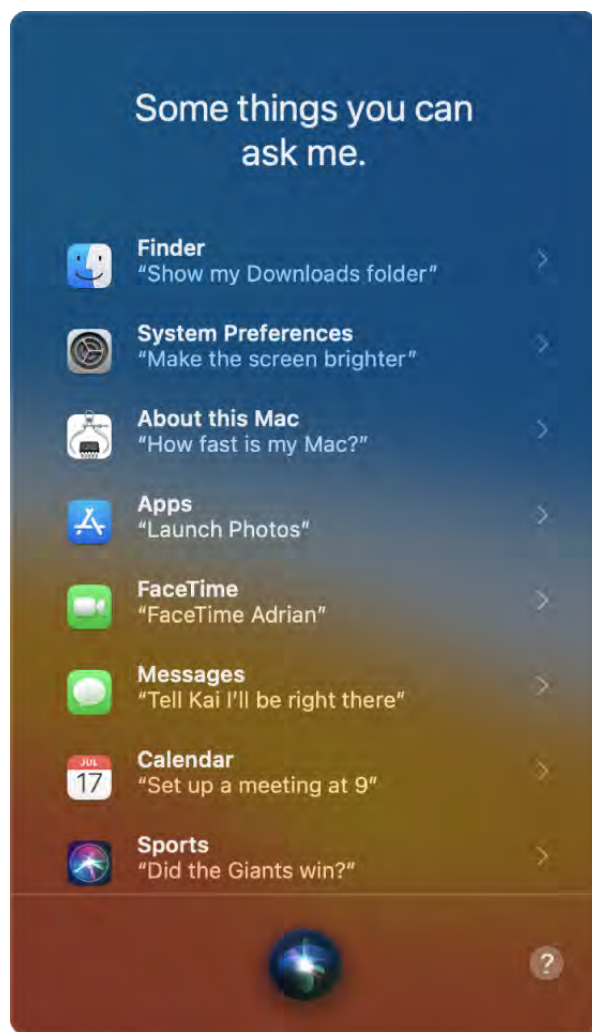 Some things you can
ask me.
Finder
“Show my Downloads folder”
System Preferences
“Make the screen brighter”
About this Mac
“How fast is my Mac?”
Apps
“Launch Photos”
FaceTime
“FaceTime Adrian”
Messages
“Tell Kai I’ll be right there”
JUL
17
Calendar
“Set up a meeting at 9”
Sports
“Did the Giants win?”
?